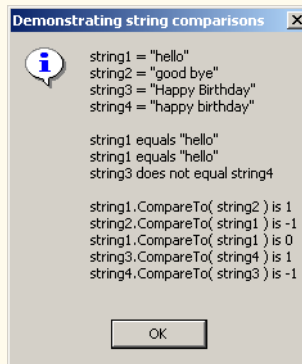 Demonstrating string comparisons
string1 = "hello"
string2 = "good bye"
string3 = "Happy Birthday"
string4 = "happy birthday"
string1 equals "hello"
string1 equals "hello"
string3 does not equal string4
string1.CompareTo( string2 ) is 1
string2.CompareTo( string1 ) is -1
string1.CompareTo( string1 ) is 0
string3.CompareTo( string4 ) is 1
string4.CompareTo( string3 ) is -1
OK